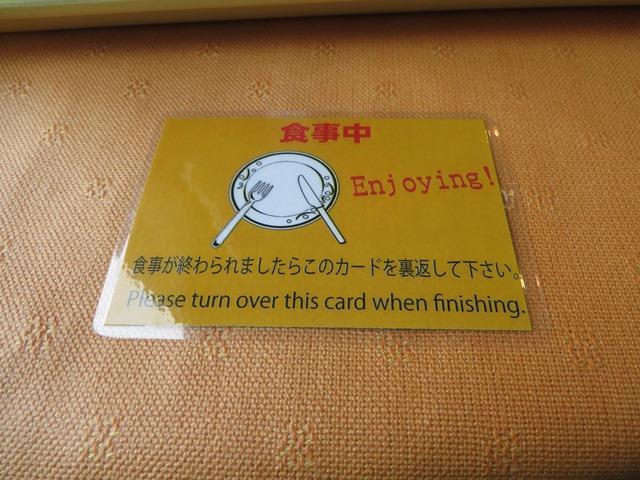 食事中
Enjoying!
食事が終わられましたらこのカードを裏返して下さい。
Please turn over this card when finishing.